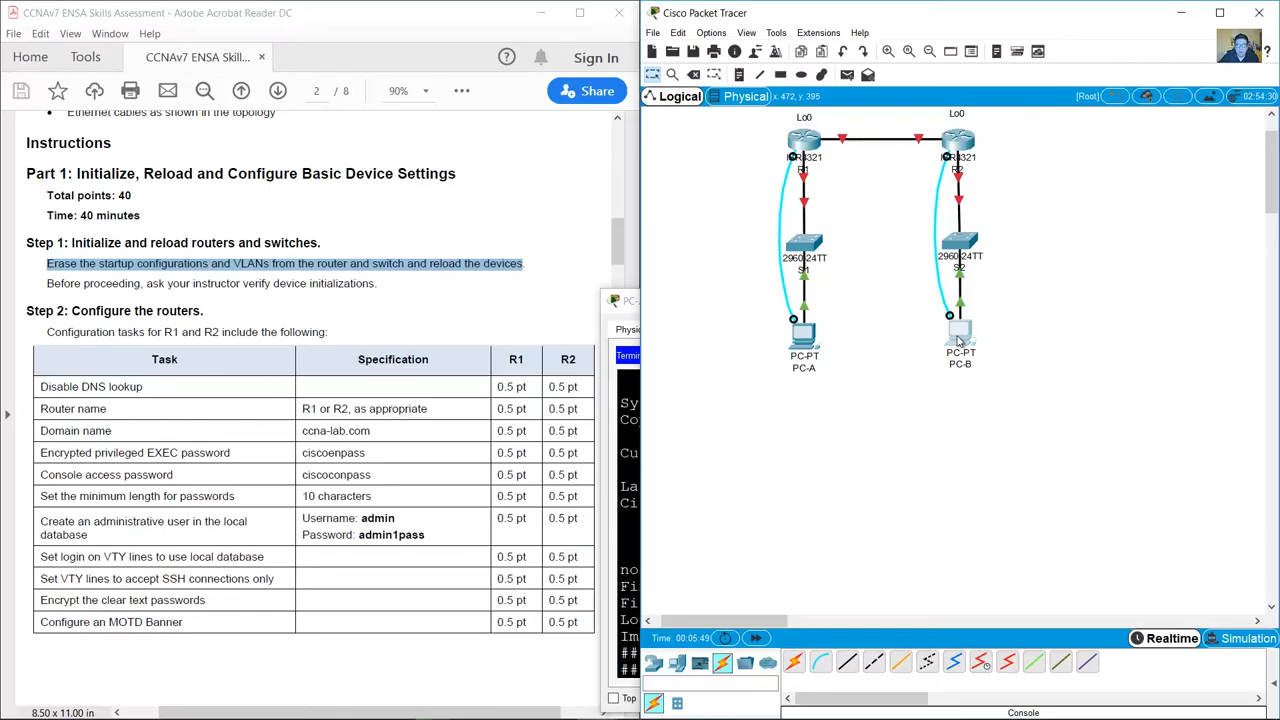 CCNAv7 ENSA Skills Assessment - Adobe Acrobat Reader DC
File Edit View Window Help
Home Tools CCNAv7 ENSA Skill... × Sign In
2 / 8 90% Share
Ethernet cables as shown in the topology
Instructions
Part 1: Initialize, Reload and Configure Basic Device Settings
Total points: 40
Time: 40 minutes
Step 1: Initialize and reload routers and switches.
Erase the startup configurations and VLANs from the router and switch and reload the devices.
Before proceeding, ask your instructor verify device initializations.
Step 2: Configure the routers.
Configuration tasks for R1 and R2 include the following:
Task Specification R1 R2
Disable DNS lookup 0.5 pt 0.5 pt
Router name R1 or R2, as appropriate 0.5 pt 0.5 pt
Domain name ccna-lab.com 0.5 pt 0.5 pt
Encrypted privileged EXEC password ciscoenpass 0.5 pt 0.5 pt
Console access password ciscoconpass 0.5 pt 0.5 pt
Set the minimum length for passwords 10 characters 0.5 pt 0.5 pt
Create an administrative user in the local database Username: admin 0.5 pt 0.5 pt
Password: admin1pass
Set login on VTY lines to use local database 0.5 pt 0.5 pt
Set VTY lines to accept SSH connections only 0.5 pt 0.5 pt
Encrypt the clear text passwords 0.5 pt 0.5 pt
Configure an MOTD Banner 0.5 pt 0.5 pt
8.50 x 11.00 in
PC-
Physi
Termin
Sy
Co
Cu
La
Ci
no
Fi
Fi
Lo
Im
##
##
Top
Cisco Packet Tracer
File Edit Options View Tools Extensions Help
Logical Physical x: 472, y: 395 [Root] 02:54:30
Lo0
Lo0
R1
R2
2960-24TT
S1
2960-24TT
S2
PC-PT
PC-A
PC-PT
PC-B
Time: 00:05:49 Realtime Simulation
Console